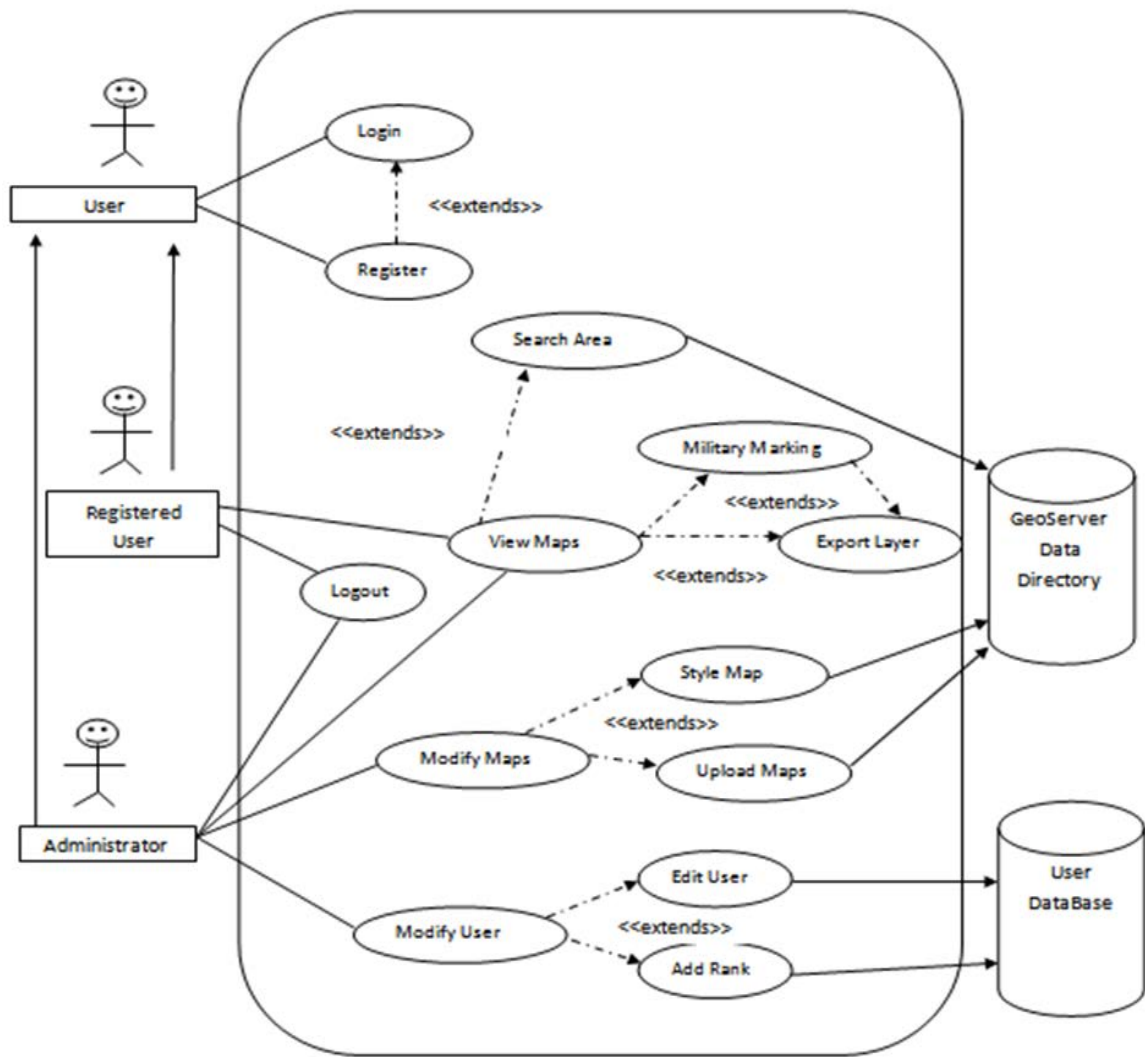 Login
User
<<extends>>
Register
Search Area
<<extends>>
Military Marking
<<extends>>
Registered
User
View Maps
Export Layer
GeoServer
Data
Directory
<<extends>>
Logout
Style Map
<<extends>>
Modify Maps
Upload Maps
Administrator
Edit User
User
DataBase
<<extends>>
Modify User
Add Rank